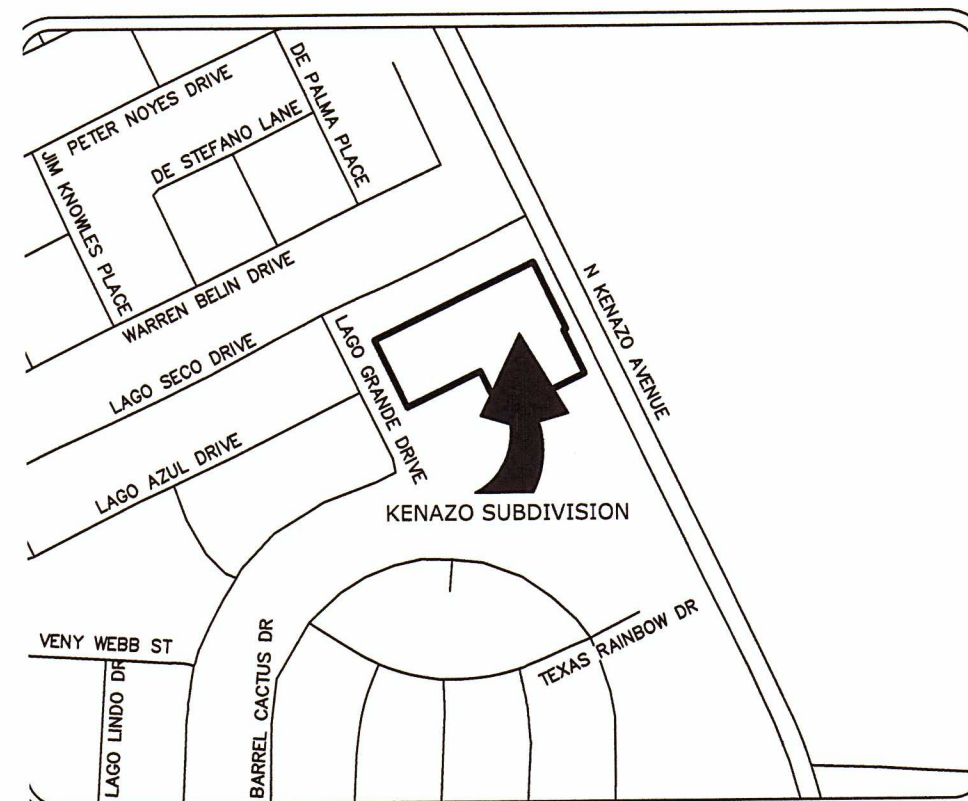 PETER NOYES DRIVE
DE PALMA PLACE
DE STEFANO LANE
JIM KNOWLES PLACE
WARREN BELIN DRIVE
N KENAZO AVENUE
LAGO SECO DRIVE
LAGO GRANDE DRIVE
LAGO AZUL DRIVE
KENAZO SUBDIVISION
VENY WEBB ST
LAGO LINDO DR
BARREL CACTUS DR
TEXAS RAINBOW DR